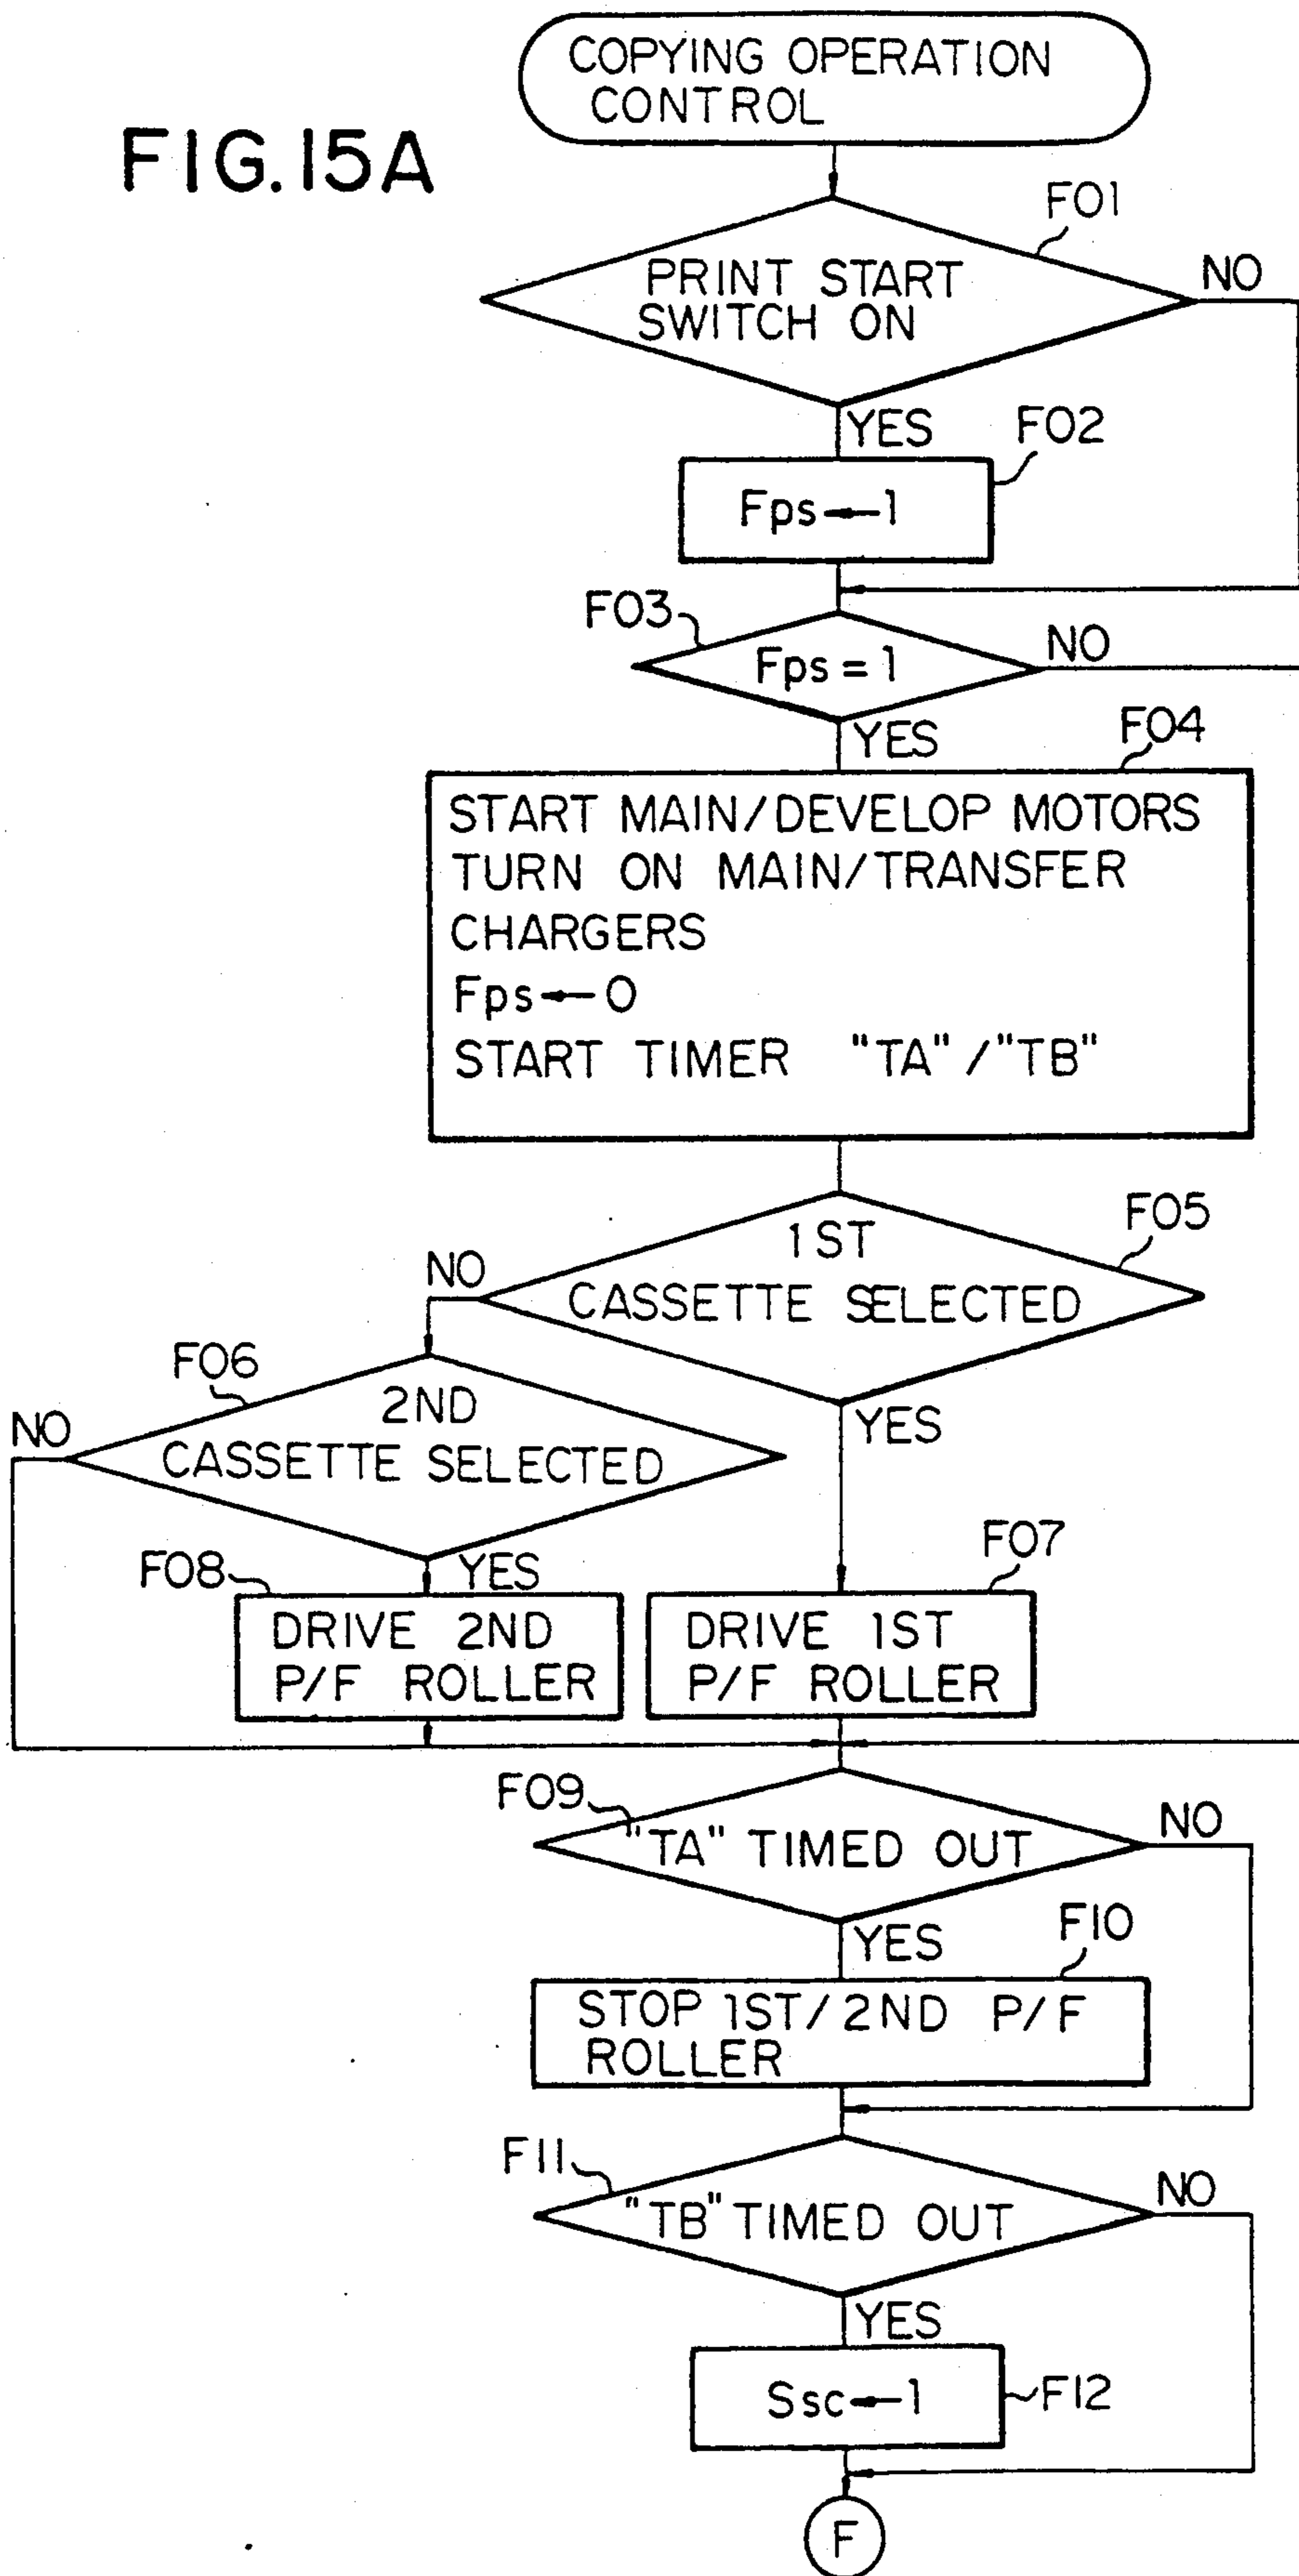 COPYING OPERATION
CONTROL
FIG.15A
F01
PRINT START
SWITCH ON
NO
YES
F02
Fps←1
F03
Fps=1
NO
YES
F04
START MAIN/DEVELOP MOTORS
TURN ON MAIN/TRANSFER
CHARGERS
Fps←0
START TIMER "TA"/"TB"
F05
1ST
CASSETTE SELECTED
NO
YES
F06
2ND
CASSETTE SELECTED
NO
YES
F08
DRIVE 2ND
P/F ROLLER
F07
DRIVE 1ST
P/F ROLLER
F09
"TA" TIMED OUT
NO
YES
F10
STOP 1ST/2ND P/F
ROLLER
F11
"TB" TIMED OUT
NO
YES
Ssc←1
F12
F